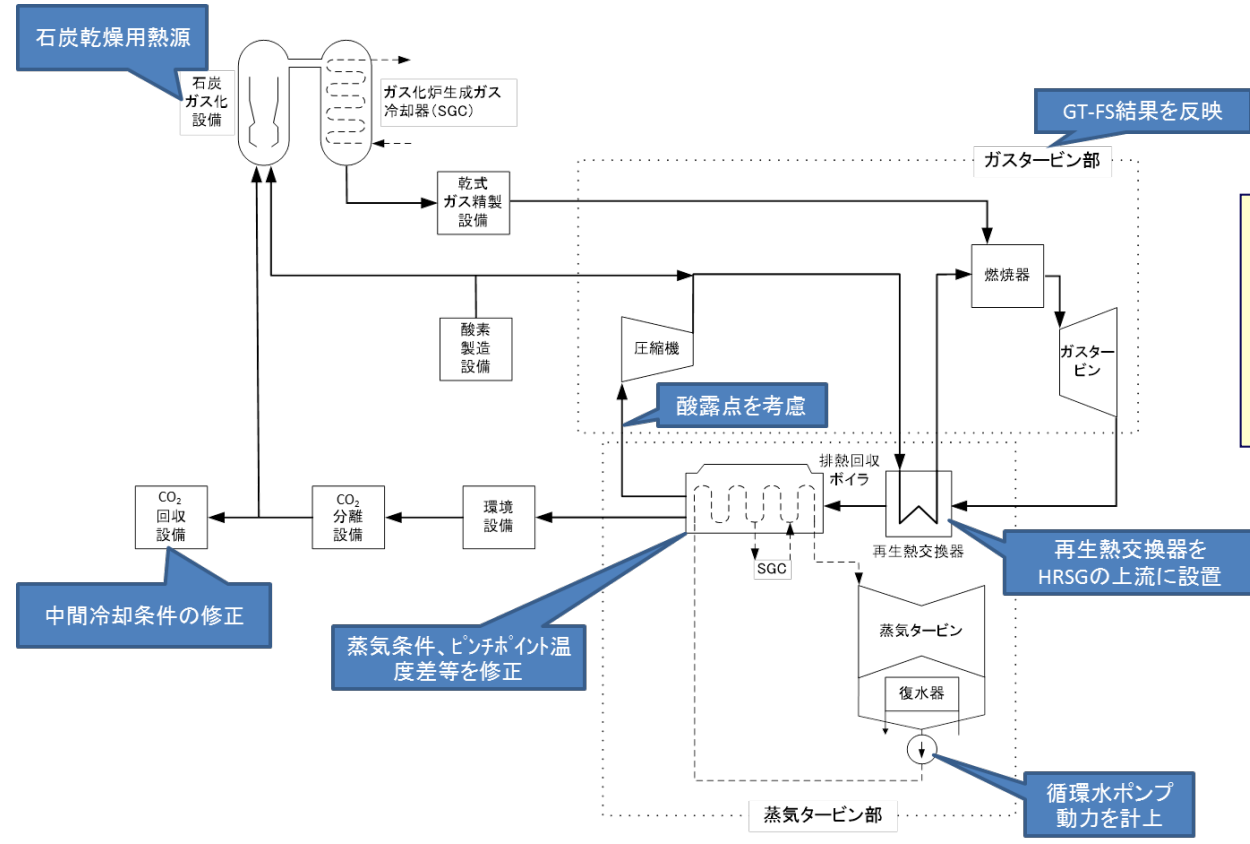 石炭乾燥用熱源
石炭
ガス化
設備
ガス化炉生成ガス
冷却器(SGC)
GT-FS結果を反映
ガスタービン部
乾式
ガス精製
設備
燃焼器
酸素
製造
設備
圧縮機
ガスター
ビン
酸露点を考慮
排熱回収
ボイラ
CO₂
回収
設備
CO₂
分離
設備
環境
設備
SGC
再生熱交換器
再生熱交換器を
HRSGの上流に設置
中間冷却条件の修正
蒸気条件、ﾋﾟﾝﾁﾎﾟｲﾝﾄ温
度差等を修正
蒸気タービン
復水器
循環水ポンプ
動力を計上
蒸気タービン部